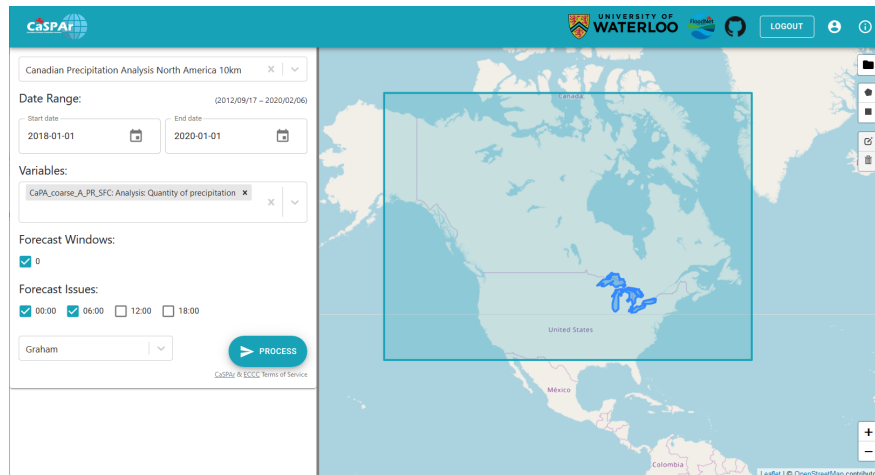 CaSPAr
UNIVERSITY OF
WATERLOO
FloodNet
LOGOUT
Canadian Precipitation Analysis North America 10km
Date Range:
(2012/09/17 – 2020/02/06)
Start date
2018-01-01
End date
2020-01-01
Variables:
CaPA_coarse_A_PR_SFC: Analysis: Quantity of precipitation
Forecast Windows:
0
Forecast Issues:
00:00 06:00 12:00 18:00
Graham
PROCESS
CaSPAr & ECCC Terms of Service
Canada
United States
México
Colombia
+
−
Leaflet | © OpenStreetMap contributo